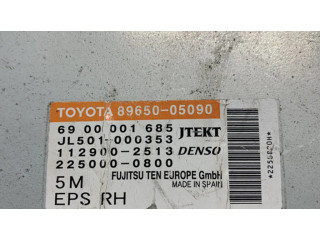 TOYOTA 89650-05090
69 00 001 685 JTEKT
JL501-000353
112900-2513 DENSO
225000-0800
5M FUJITSU TEN EUROPE GmbH
MADE IN SPAIN
EPS RH